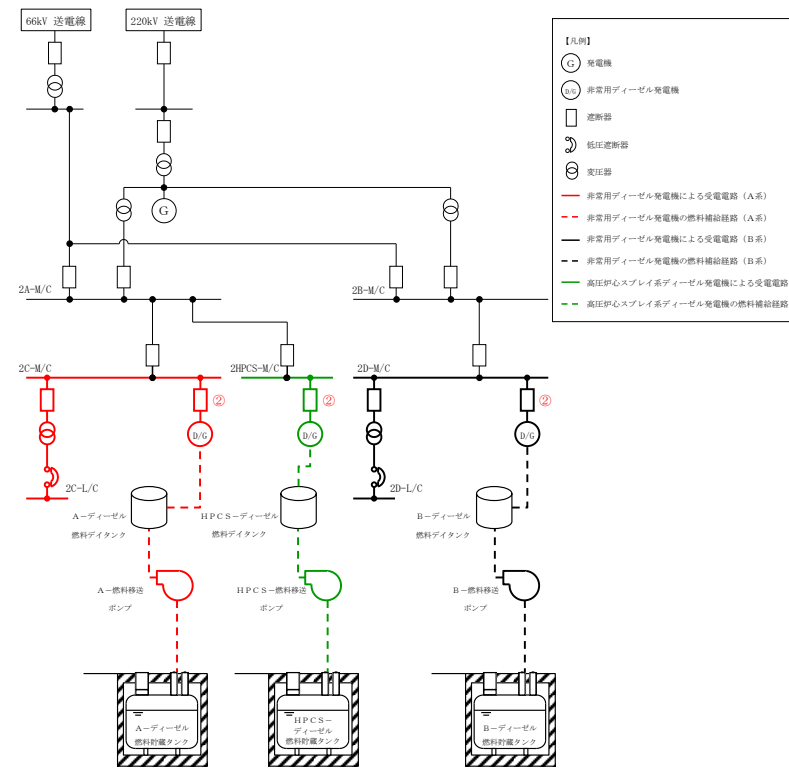 66kV 送電線
220kV 送電線
【凡例】
G 発電機
D/G 非常用ディーゼル発電機
遮断器
低圧遮断器
変圧器
非常用ディーゼル発電機による受電電路（A系）
非常用ディーゼル発電機の燃料補給経路（A系）
非常用ディーゼル発電機による受電電路（B系）
非常用ディーゼル発電機の燃料補給経路（B系）
高圧炉心スプレイ系ディーゼル発電機による受電電路
高圧炉心スプレイ系ディーゼル発電機の燃料補給経路
G
2A-M/C
2B-M/C
2C-M/C
2HPCS-M/C
2D-M/C
②
②
②
D/G
D/G
D/G
2C-L/C
2D-L/C
A－ディーゼル
燃料デイタンク
HPCS－ディーゼル
燃料デイタンク
B－ディーゼル
燃料デイタンク
A－燃料移送
ポンプ
HPCS－燃料移送
ポンプ
B－燃料移送
ポンプ
A－ディーゼル
燃料貯蔵タンク
HPCS－
ディーゼル
燃料貯蔵タンク
B－ディーゼル
燃料貯蔵タンク